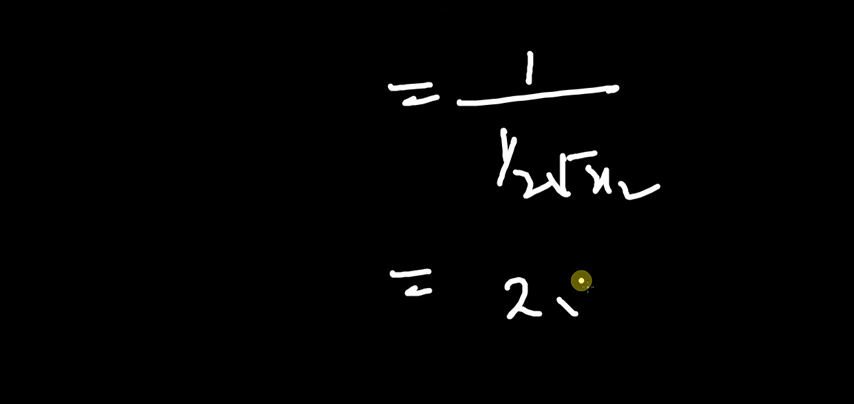 = 1
1/2√x₂
= 2